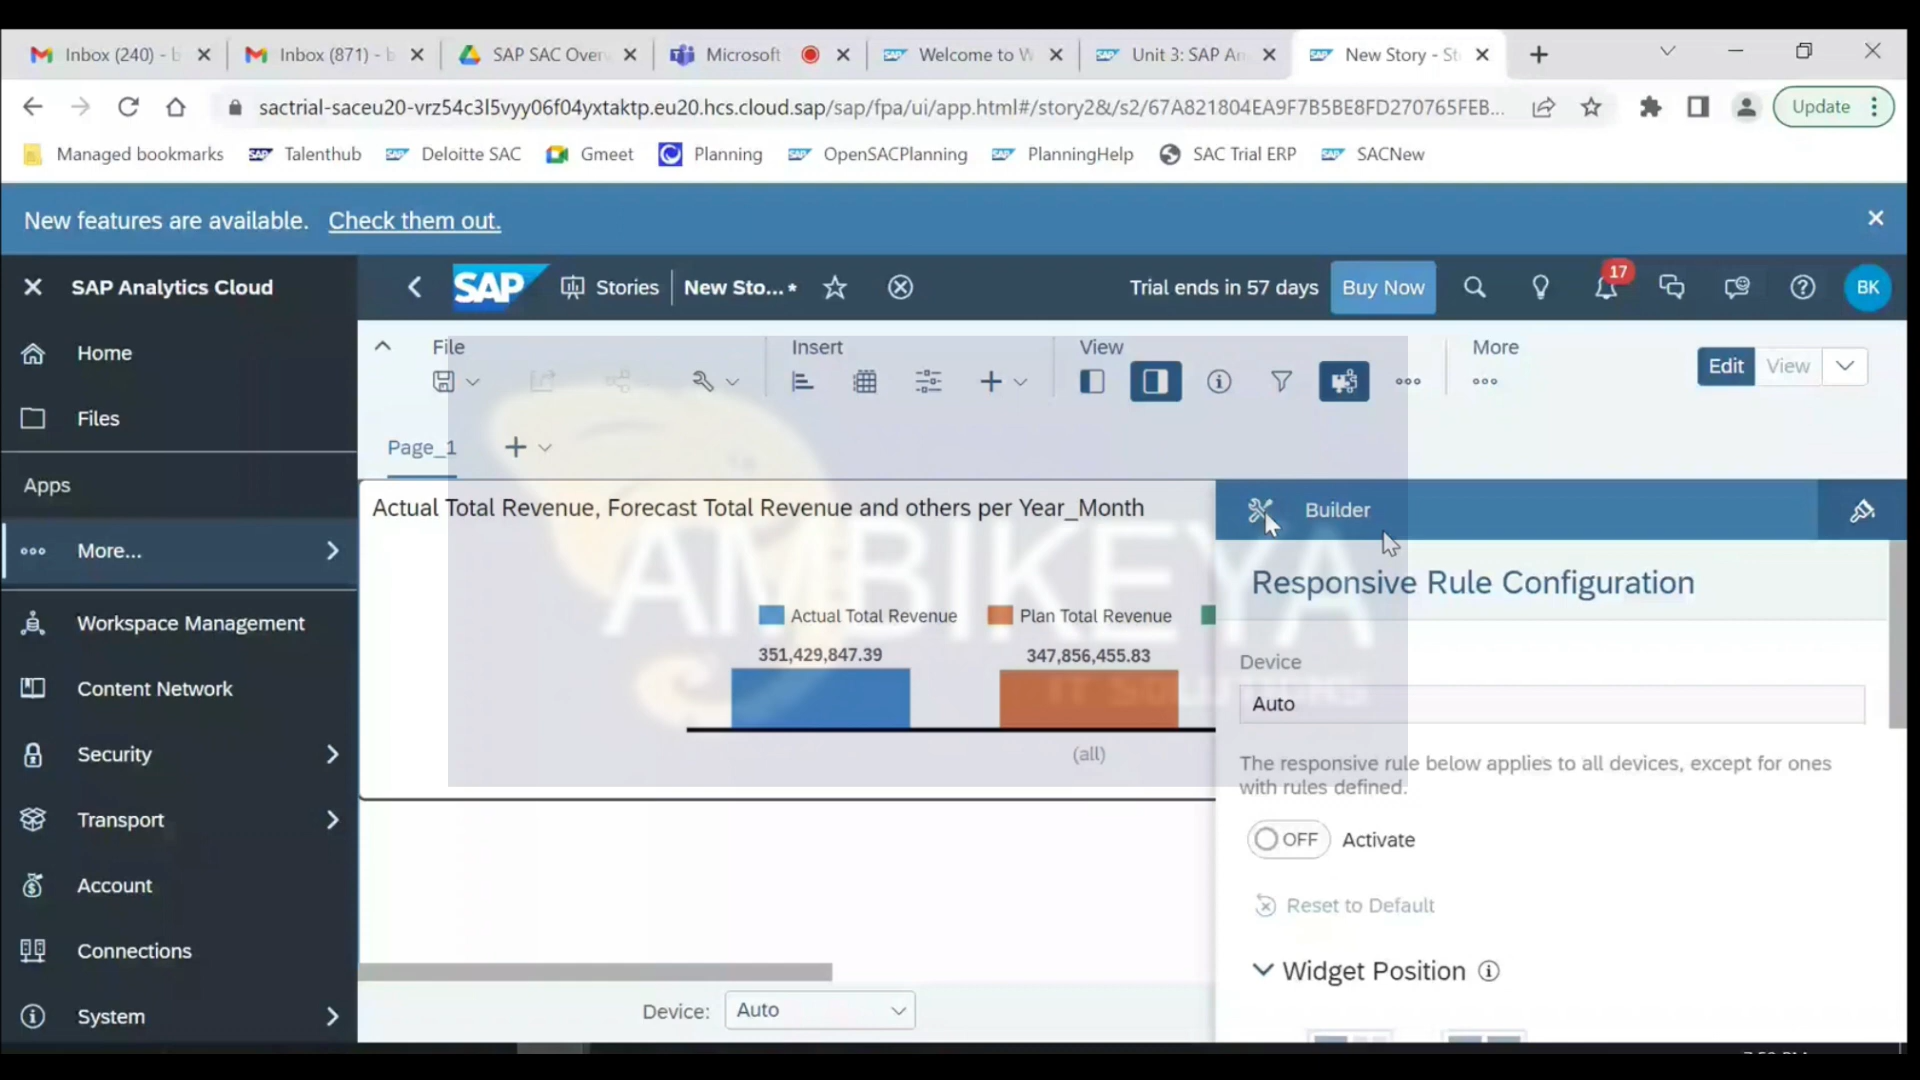 Inbox (240) - b
Inbox (871) - b
SAP SAC Over
Microsoft
Welcome to W
Unit 3: SAP An
New Story - St
sactrial-saceu20-vrz54c3l5vyy06f04yxtaktp.eu20.hcs.cloud.sap/sap/fpa/ui/app.html#/story2&/s2/67A821804EA9F7B5BE8FD270765FEB...
Update
Managed bookmarks
Talenthub
Deloitte SAC
Gmeet
Planning
OpenSACPlanning
PlanningHelp
SAC Trial ERP
SACNew
New features are available. Check them out.
SAP Analytics Cloud
SAP
Stories
New Sto... *
Trial ends in 57 days
Buy Now
17
BK
Home
Files
Apps
More...
Workspace Management
Content Network
Security
Transport
Account
Connections
System
File
Insert
View
More
Edit
View
Page_1
Actual Total Revenue, Forecast Total Revenue and others per Year_Month
Actual Total Revenue
Plan Total Revenue
351,429,847.39
347,856,455.83
(all)
AMBIKEYA
IT SOLUTIONS
Device:
Auto
Builder
Responsive Rule Configuration
Device
Auto
The responsive rule below applies to all devices, except for ones
with rules defined.
OFF
Activate
Reset to Default
Widget Position